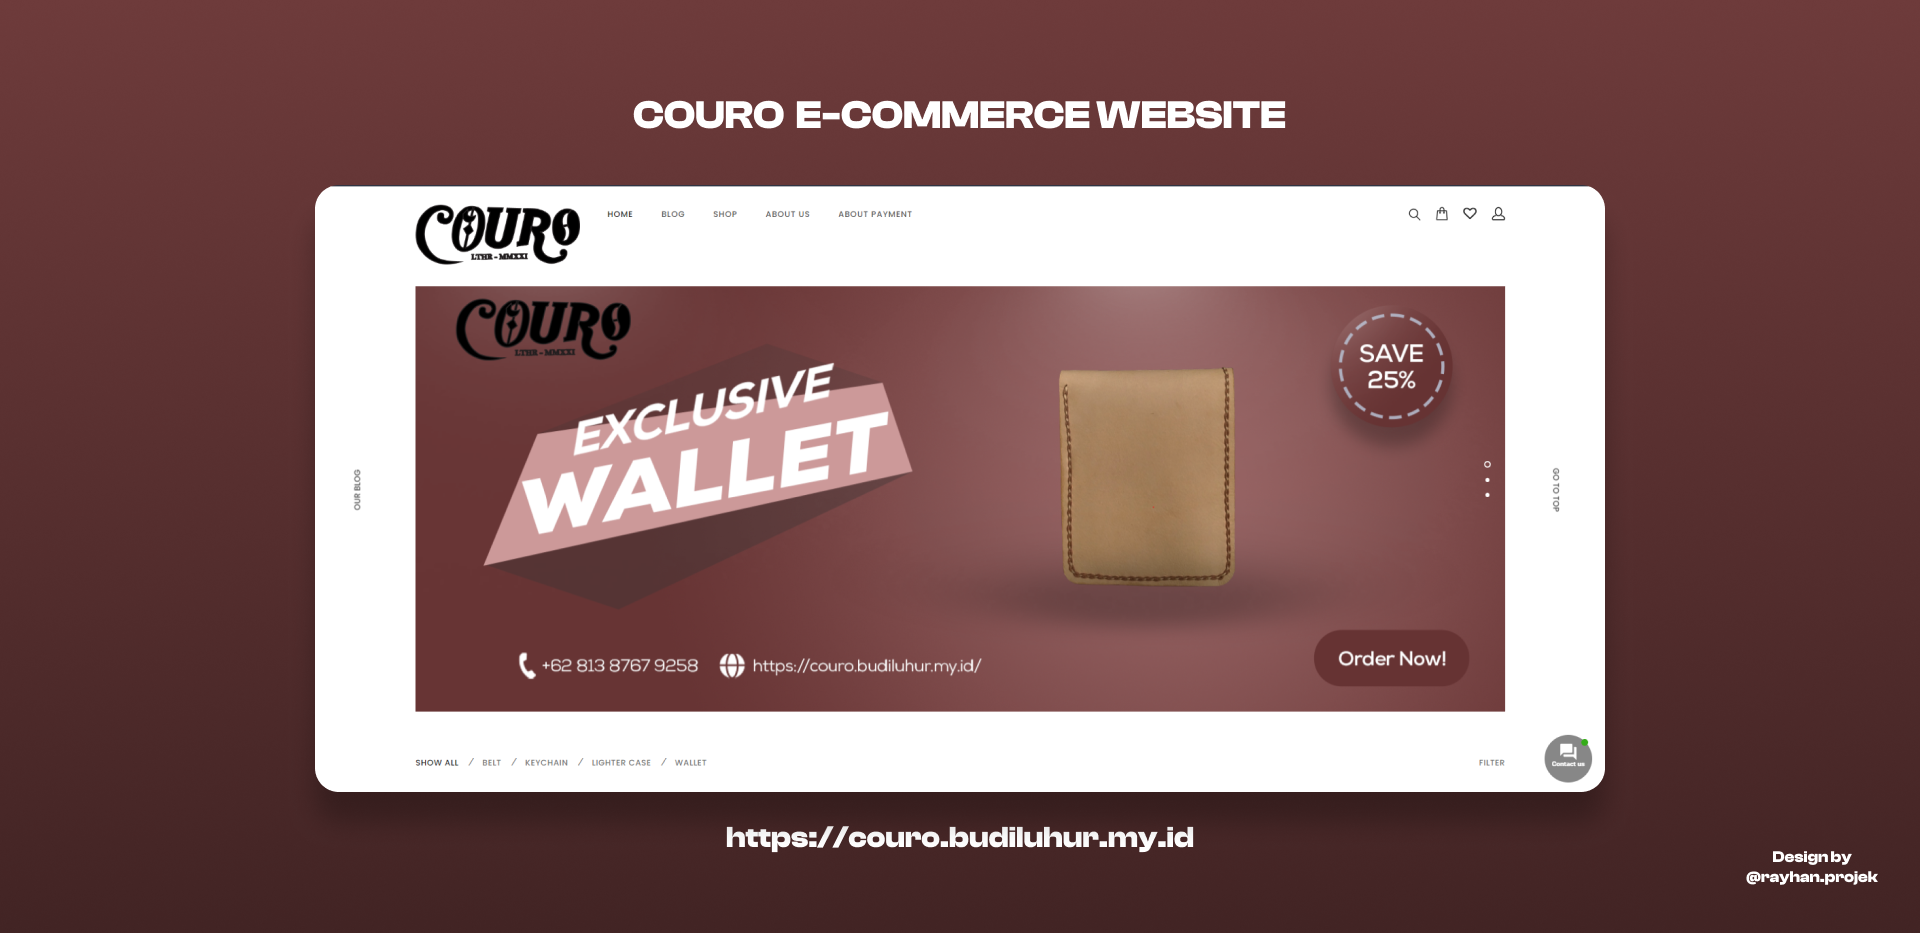 COURO E-COMMERCE WEBSITE
COURO
LTHR - MMXXI
HOME BLOG SHOP ABOUT US ABOUT PAYMENT
COURO
LTHR - MMXXI
SAVE
25%
EXCLUSIVE
WALLET
OUR BLOG
GO TO TOP
+62 813 8767 9258 https://couro.budiluhur.my.id/
Order Now!
SHOW ALL / BELT / KEYCHAIN / LIGHTER CASE / WALLET
FILTER
Contact us
https://couro.budiluhur.my.id
Design by
@rayhan.projek